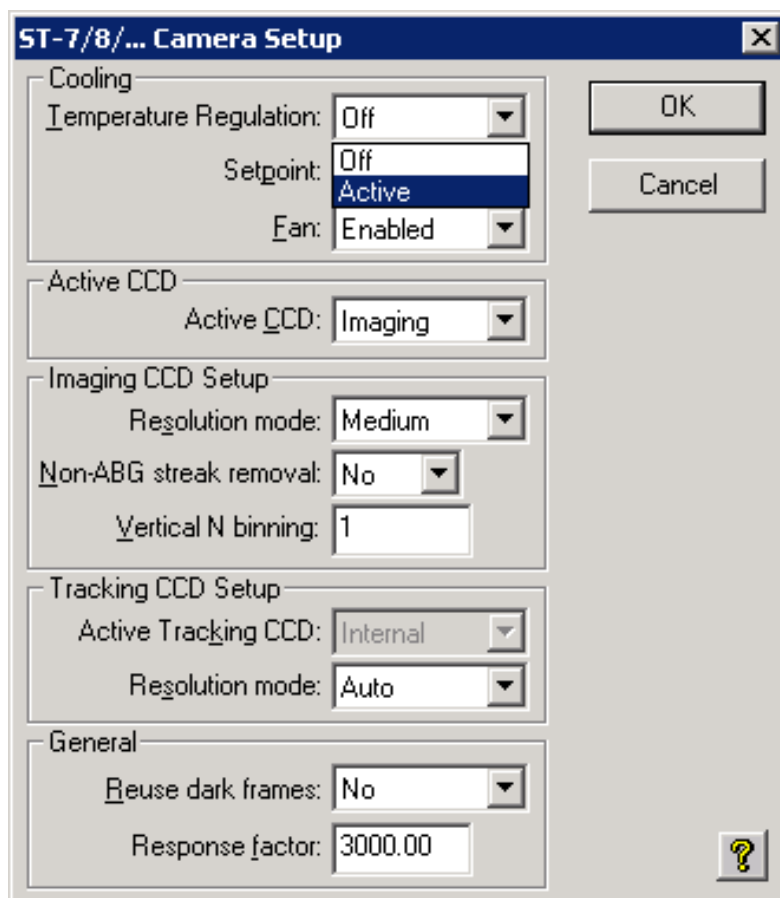 ST-7/8/... Camera Setup
Cooling
Temperature Regulation: Off
OK
Setpoint:
Off
Active
Cancel
Fan: Enabled
Active CCD
Active CCD: Imaging
Imaging CCD Setup
Resolution mode: Medium
Non-ABG streak removal: No
Vertical N binning: 1
Tracking CCD Setup
Active Tracking CCD: Internal
Resolution mode: Auto
General
Reuse dark frames: No
Response factor: 3000.00
?